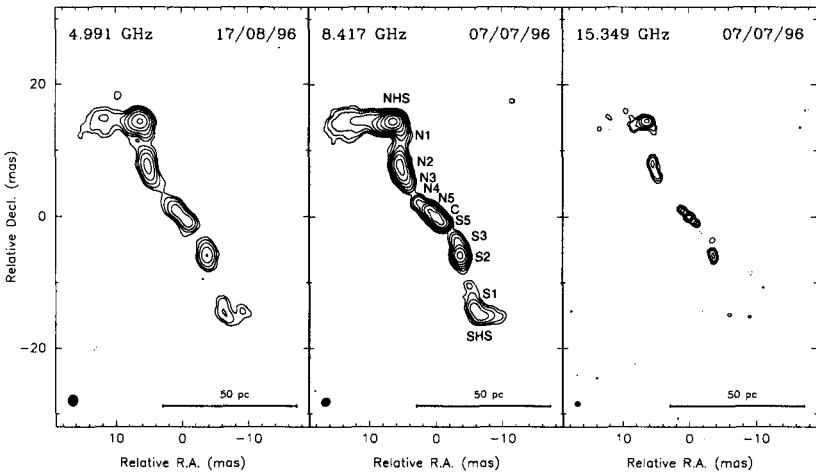 4.991 GHz 17/08/96
8.417 GHz 07/07/96
15.349 GHz 07/07/96
20
0
-20
Relative Decl. (mas)
NHS
N1
N2
N3
N4
N5
C
S5
S3
S2
S1
SHS
50 pc
50 pc
50 pc
10 0 -10
10 0 -10
10 0 -10
Relative R.A. (mas)
Relative R.A. (mas)
Relative R.A. (mas)